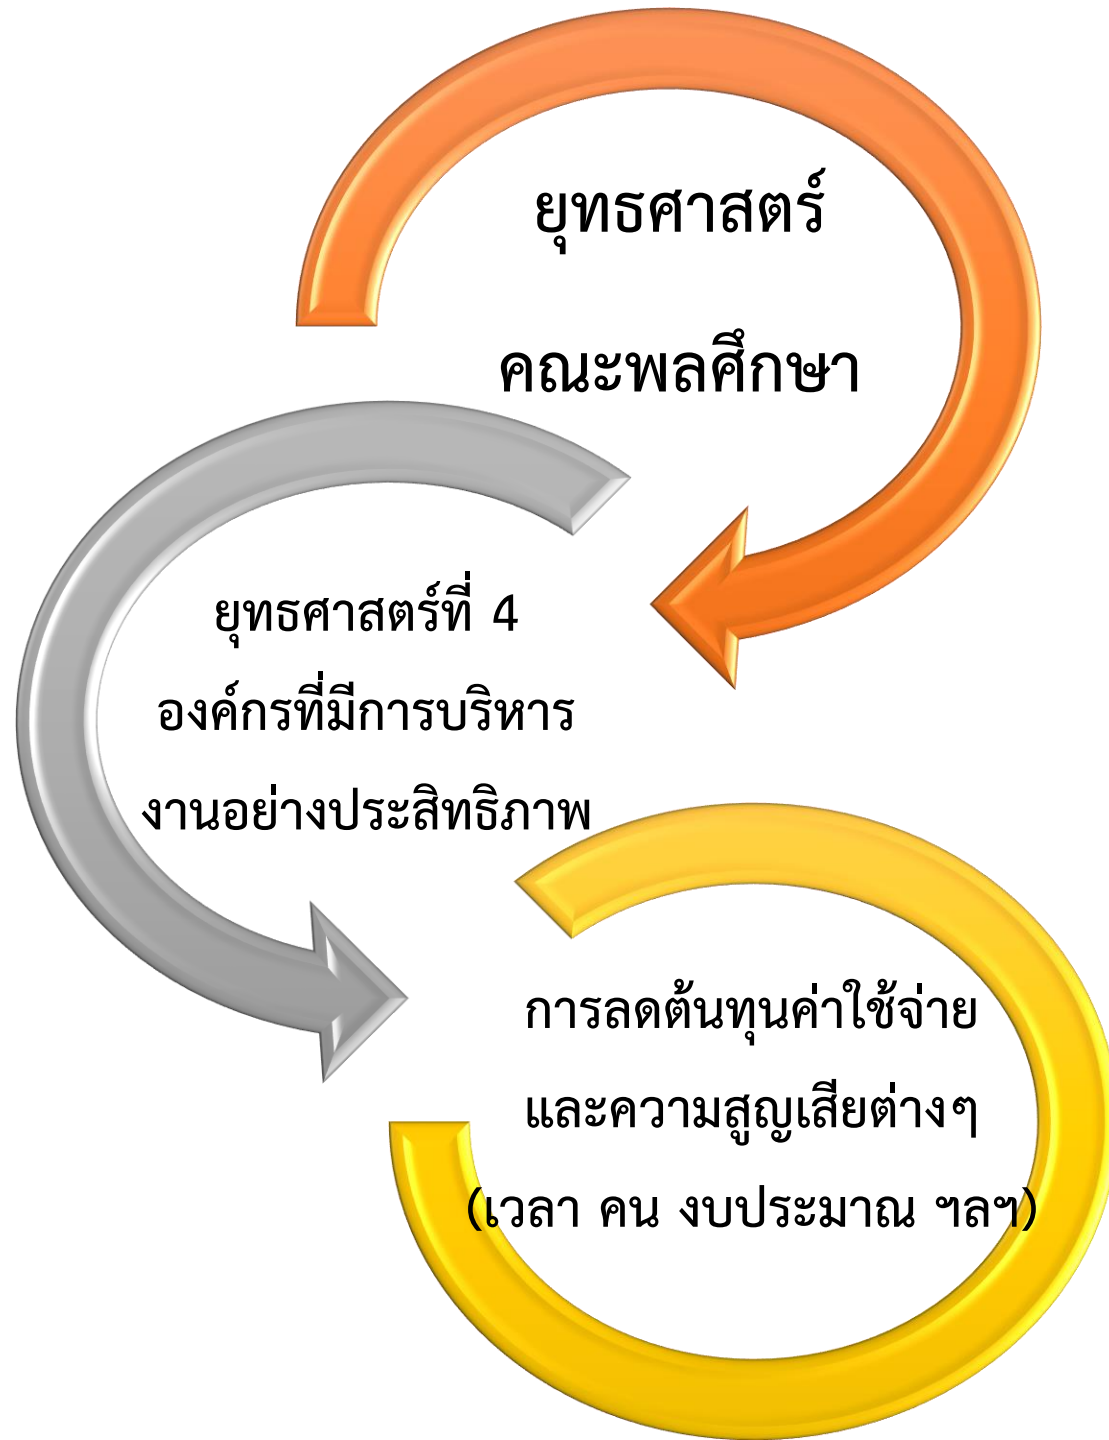 ยุทธศาสตร์
คณะพลศึกษา
ยุทธศาสตร์ที่ 4
องค์กรที่มีการบริหาร
งานอย่างประสิทธิภาพ
การลดต้นทุนค่าใช้จ่าย
และความสูญเสียต่างๆ
(เวลา คน งบประมาณ ฯลฯ)